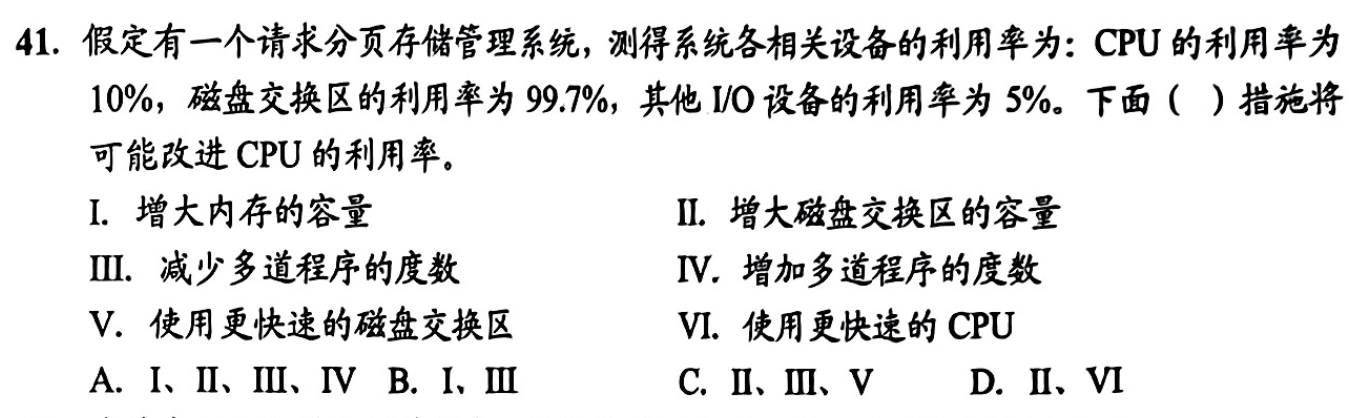 41. 假定有一个请求分页存储管理系统，测得系统各相关设备的利用率为：CPU 的利用率为
10%，磁盘交换区的利用率为 99.7%，其他 I/O 设备的利用率为 5%。下面（ ）措施将
可能改进 CPU 的利用率。
I. 增大内存的容量 II. 增大磁盘交换区的容量
III. 减少多道程序的度数 IV. 增加多道程序的度数
V. 使用更快速的磁盘交换区 VI. 使用更快速的 CPU
A. I、II、III、IV B. I、III C. II、III、V D. II、VI